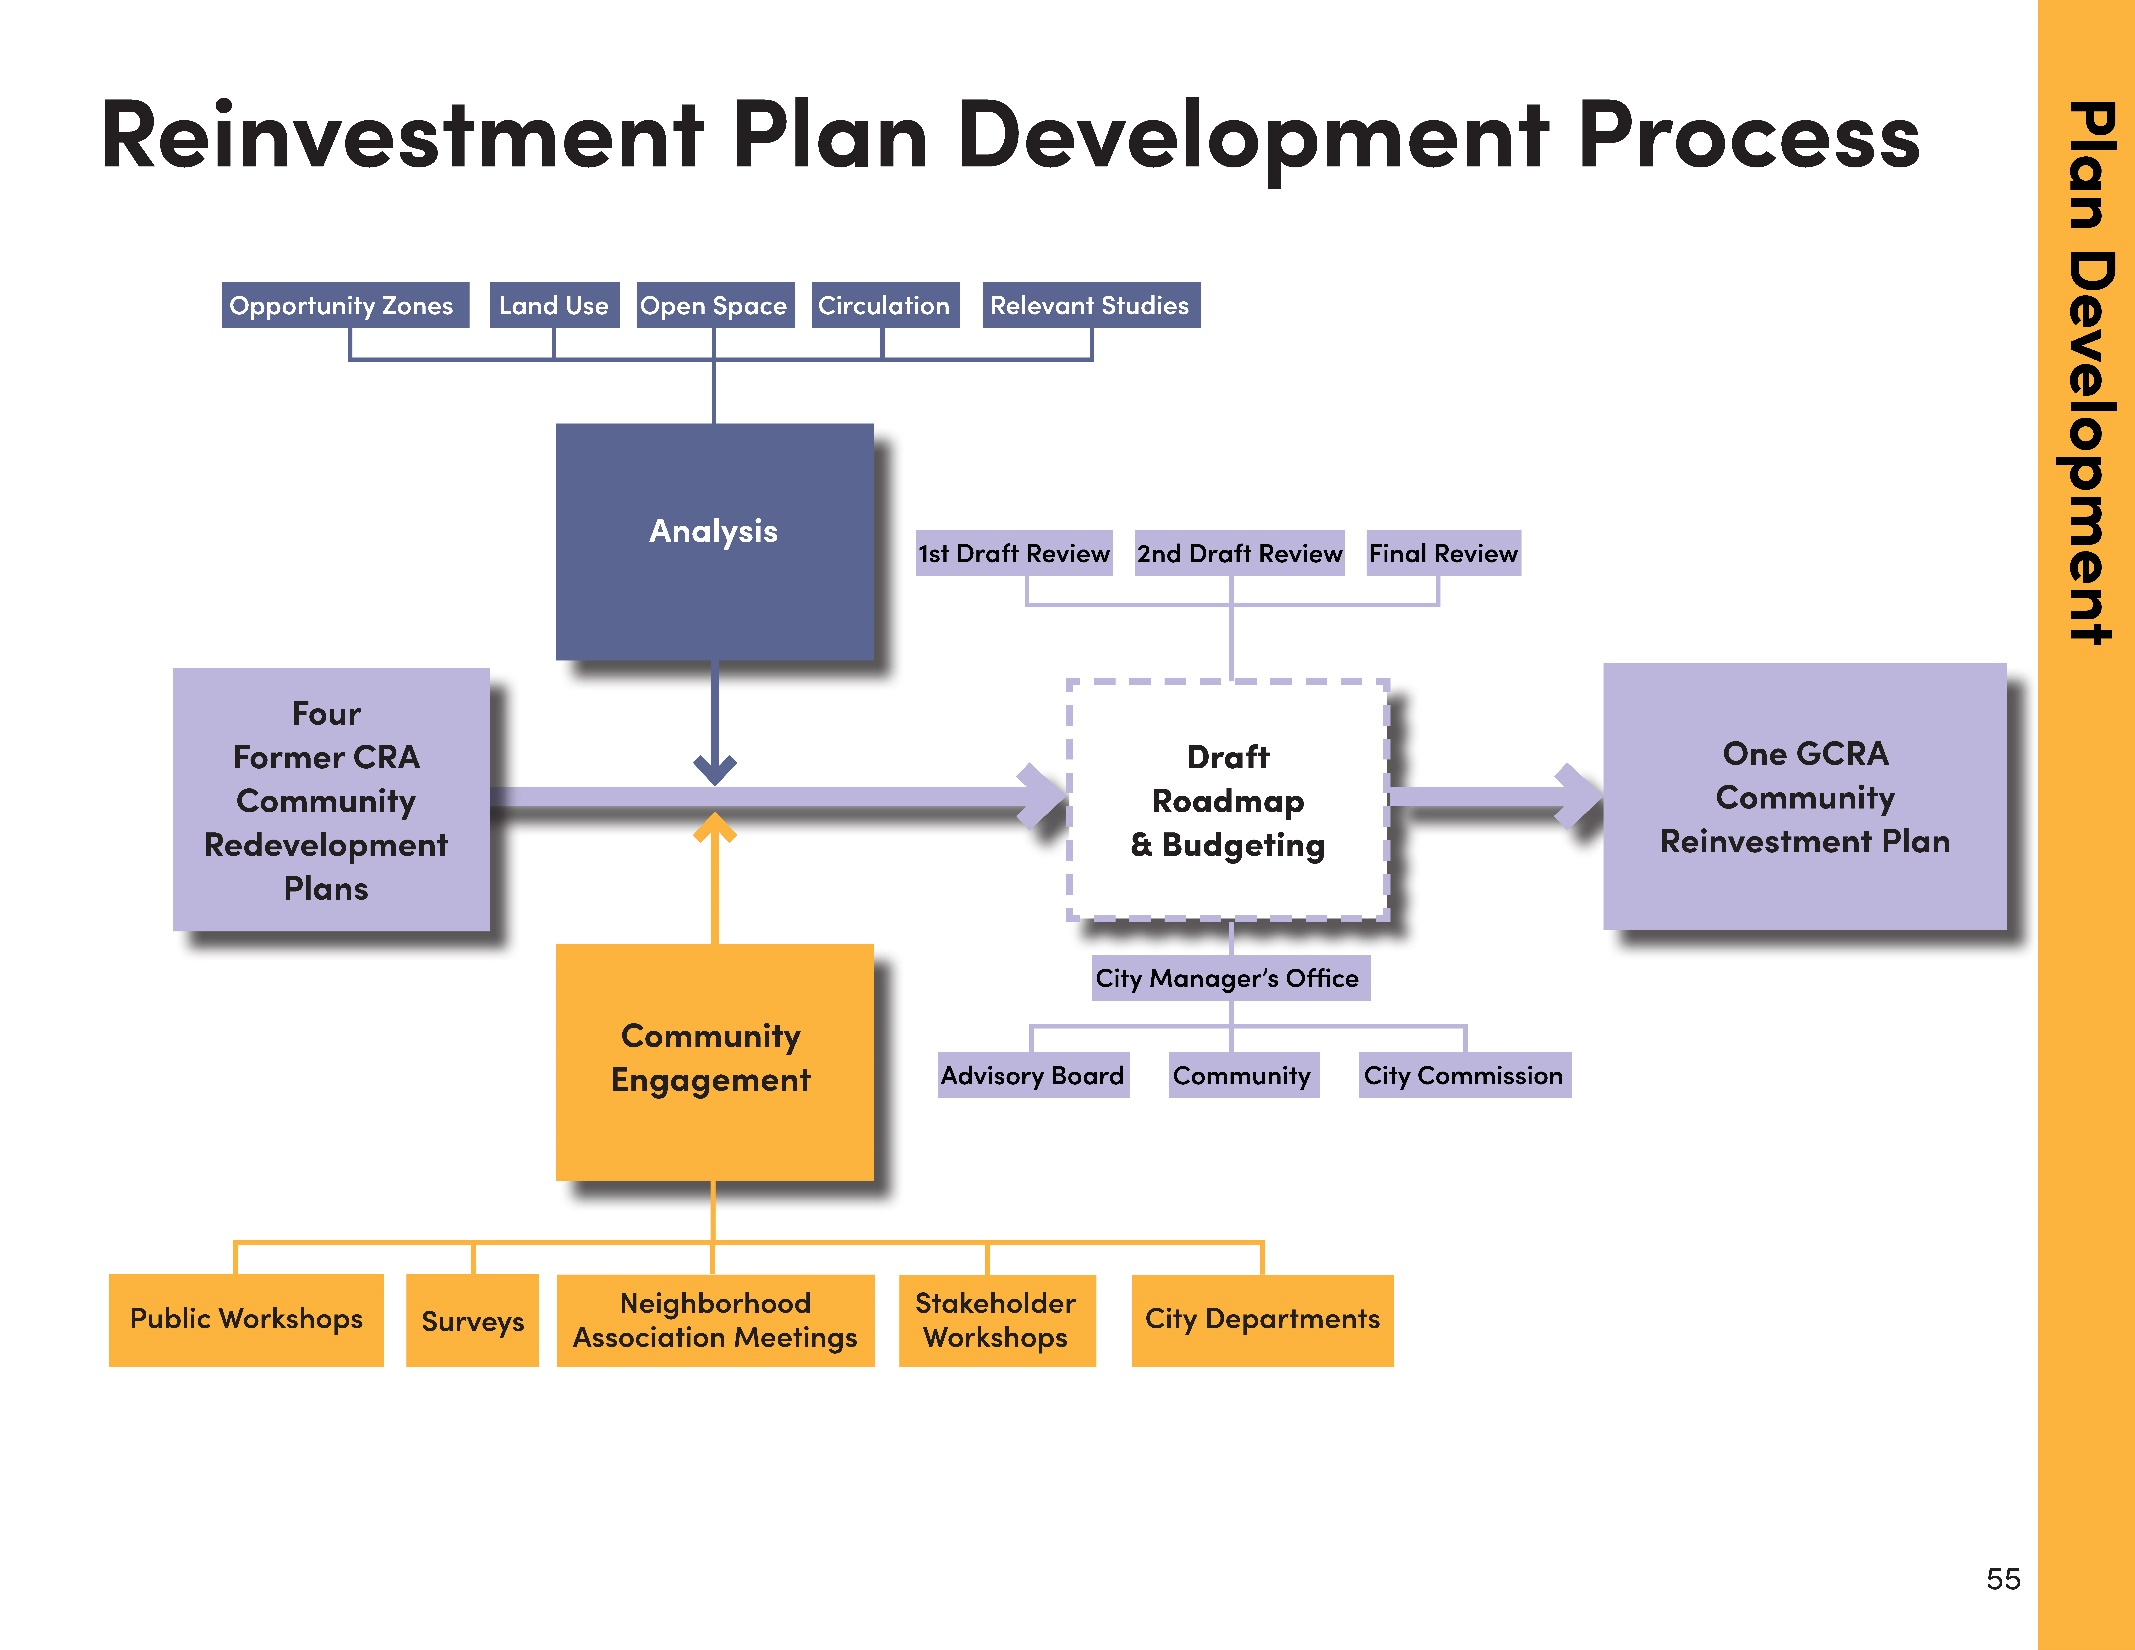 Reinvestment Plan Development Process
Plan Development
Opportunity Zones
Land Use
Open Space
Circulation
Relevant Studies
Analysis
1st Draft Review
2nd Draft Review
Final Review
Four
Former CRA
Community
Redevelopment
Plans
Draft
Roadmap
& Budgeting
One GCRA
Community
Reinvestment Plan
City Manager’s Office
Advisory Board
Community
City Commission
Community
Engagement
Public Workshops
Surveys
Neighborhood
Association Meetings
Stakeholder
Workshops
City Departments
55